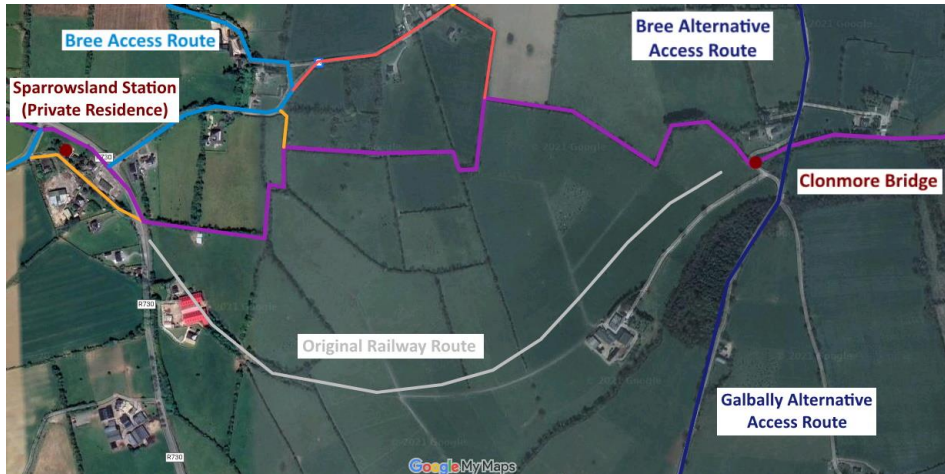 Bree Access Route
Bree Alternative
Access Route
Sparrowsland Station
(Private Residence)
R730
Clonmore Bridge
R730
Original Railway Route
Galbally Alternative
Access Route
R730
Google My Maps